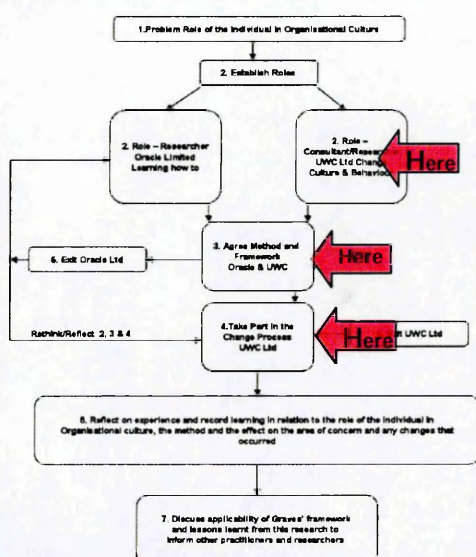 1.Problem Role of the Individual in Organisational Culture
2. Establish Roles
2. Role – Researcher
Oracle Limited
Learning how to
2. Role –
Consultant/Resear
UWC Ltd Chang
Culture & Behaviou
Here
3. Agree Method and
Framework
Oracle & UWC
Here
5. Exit Oracle Ltd
Rethink/Reflect 2, 3 & 4
4.Take Part in the
Change Process
UWC Ltd
Here
UWC Ltd
6. Reflect on experience and record learning in relation to the role of the individual in
Organisational culture, the method and the effect on the area of concern and any changes that
occurred
7. Discuss applicability of Graves' framework
and lessons learnt from this research to
inform other practitioners and researchers